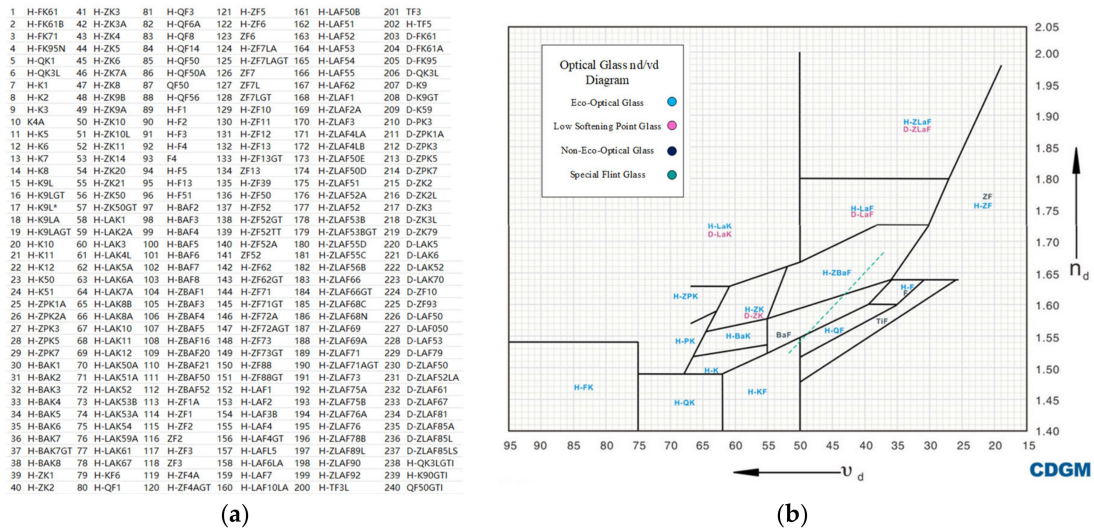 1 H-FK61 41 H-ZK3 81 H-QF3 121 H-ZF5 161 H-LAF50B 201 TF3
2 H-FK61B 42 H-ZK3A 82 H-QF6A 122 H-ZF6 162 H-LAF51 202 H-TF5
3 H-FK71 43 H-ZK4 83 H-QF8 123 ZF6 163 H-LAF52 203 D-FK61
4 H-FK95N 44 H-ZK5 84 H-QF14 124 H-ZF7LA 164 H-LAF53 204 D-FK61A
5 H-QK1 45 H-ZK6 85 H-QF50 125 H-ZF7LAGT 165 H-LAF54 205 D-FK95
6 H-QK3L 46 H-ZK7A 86 H-QF50A 126 ZF7 166 H-LAF55 206 D-QK3L
7 H-K1 47 H-ZK8 87 QF50 127 ZF7L 167 H-LAF62 207 D-K9
8 H-K2 48 H-ZK9B 88 H-QF56 128 ZF7LGT 168 H-ZLAF1 208 D-K9GT
9 H-K3 49 H-ZK9A 89 H-F1 129 H-ZF10 169 H-ZLAF2A 209 D-K59
10 K4A 50 H-ZK10 90 H-F2 130 H-ZF11 170 H-ZLAF3 210 D-PK3
11 H-K5 51 H-ZK10L 91 H-F3 131 H-ZF12 171 H-ZLAF4LA 211 D-ZPK1A
12 H-K6 52 H-ZK11 92 H-F4 132 H-ZF13 172 H-ZLAF4LB 212 D-ZPK3
13 H-K7 53 H-ZK14 93 F4 133 H-ZF13GT 173 H-ZLAF50E 213 D-ZPK5
14 H-K8 54 H-ZK20 94 H-F5 134 ZF13 174 H-ZLAF50D 214 D-ZPK7
15 H-K9L 55 H-ZK21 95 H-F13 135 H-ZF39 175 H-ZLAF51 215 D-ZK2
16 H-K9LGT 56 H-ZK50 96 H-F51 136 H-ZF50 176 H-ZLAF52A 216 D-ZK2L
17 H-K9L* 57 H-ZK50GT 97 H-BAF2 137 H-ZF52 177 H-ZLAF52 217 D-ZK3
18 H-K9LA 58 H-LAK1 98 H-BAF3 138 H-ZF52GT 178 H-ZLAF53B 218 D-ZK3L
19 H-K9LAGT 59 H-LAK2A 99 H-BAF4 139 H-ZF52TT 179 H-ZLAF53BGT 219 D-ZK79
20 H-K10 60 H-LAK3 100 H-BAF5 140 H-ZF52A 180 H-ZLAF55D 220 D-LAK5
21 H-K11 61 H-LAK4L 101 H-BAF6 141 ZF52 181 H-ZLAF55C 221 D-LAK6
22 H-K12 62 H-LAK5A 102 H-BAF7 142 H-ZF62 182 H-ZLAF56B 222 D-LAK52
23 H-K50 63 H-LAK6A 103 H-BAF8 143 H-ZF62GT 183 H-ZLAF66 223 D-LAK70
24 H-K51 64 H-LAK7A 104 H-ZBAF1 144 H-ZF71 184 H-ZLAF66GT 224 D-ZF10
25 H-ZPK1A 65 H-LAK8B 105 H-ZBAF3 145 H-ZF71GT 185 H-ZLAF68C 225 D-ZF93
26 H-ZPK2A 66 H-LAK8A 106 H-ZBAF4 146 H-ZF72A 186 H-ZLAF68N 226 D-LAF50
27 H-ZPK3 67 H-LAK10 107 H-ZBAF5 147 H-ZF72AGT 187 H-ZLAF69 227 D-LAF050
28 H-ZPK5 68 H-LAK11 108 H-ZBAF16 148 H-ZF73 188 H-ZLAF69A 228 D-LAF53
29 H-ZPK7 69 H-LAK12 109 H-ZBAF20 149 H-ZF73GT 189 H-ZLAF71 229 D-LAF79
30 H-BAK1 70 H-LAK50A 110 H-ZBAF21 150 H-ZF88 190 H-ZLAF71AGT 230 D-ZLAF50
31 H-BAK2 71 H-LAK51A 111 H-ZBAF50 151 H-ZF88GT 191 H-ZLAF73 231 D-ZLAF52LA
32 H-BAK3 72 H-LAK52 112 H-ZBAF52 152 H-LAF1 192 H-ZLAF75A 232 D-ZLAF61
33 H-BAK4 73 H-LAK53B 113 H-ZF1A 153 H-LAF2 193 H-ZLAF75B 233 D-ZLAF67
34 H-BAK5 74 H-LAK53A 114 H-ZF1 154 H-LAF3B 194 H-ZLAF76A 234 D-ZLAF81
35 H-BAK6 75 H-LAK54 115 H-ZF2 155 H-LAF4 195 H-ZLAF76 235 D-ZLAF85A
36 H-BAK7 76 H-LAK59A 116 ZF2 156 H-LAF4GT 196 H-ZLAF78B 236 D-ZLAF85L
37 H-BAK7GT 77 H-LAK61 117 H-ZF3 157 H-LAFL5 197 H-ZLAF89L 237 D-ZLAF85LS
38 H-BAK8 78 H-LAK67 118 ZF3 158 H-LAF6LA 198 H-ZLAF90 238 H-QK3LGTI
39 H-ZK1 79 H-KF6 119 H-ZF4A 159 H-LAF7 199 H-ZLAF92 239 H-K90GTI
40 H-ZK2 80 H-QF1 120 H-ZF4AGT 160 H-LAF10LA 200 H-TF3L 240 QF50GTI
(a)
Optical Glass nd/vd
Diagram
Eco-Optical Glass
Low Softening Point Glass
Non-Eco-Optical Glass
Special Flint Glass
2.05
2.00
1.95
1.90
1.85
1.80
1.75
1.70
1.65
1.60
1.55
1.50
1.45
1.40
nd
H-ZLaF
D-ZLaF
ZF
H-ZF
H-LaF
D-LaF
H-LaK
D-LaK
H-ZBaF
H-ZPK
H-F
F
H-ZK
D-ZK
TiF
H-PK
H-BaK
BaF
H-QF
H-K
H-FK
H-QK
H-KF
95 90 85 80 75 70 65 60 55 50 45 40 35 30 25 20 15
υd
CDGM
(b)